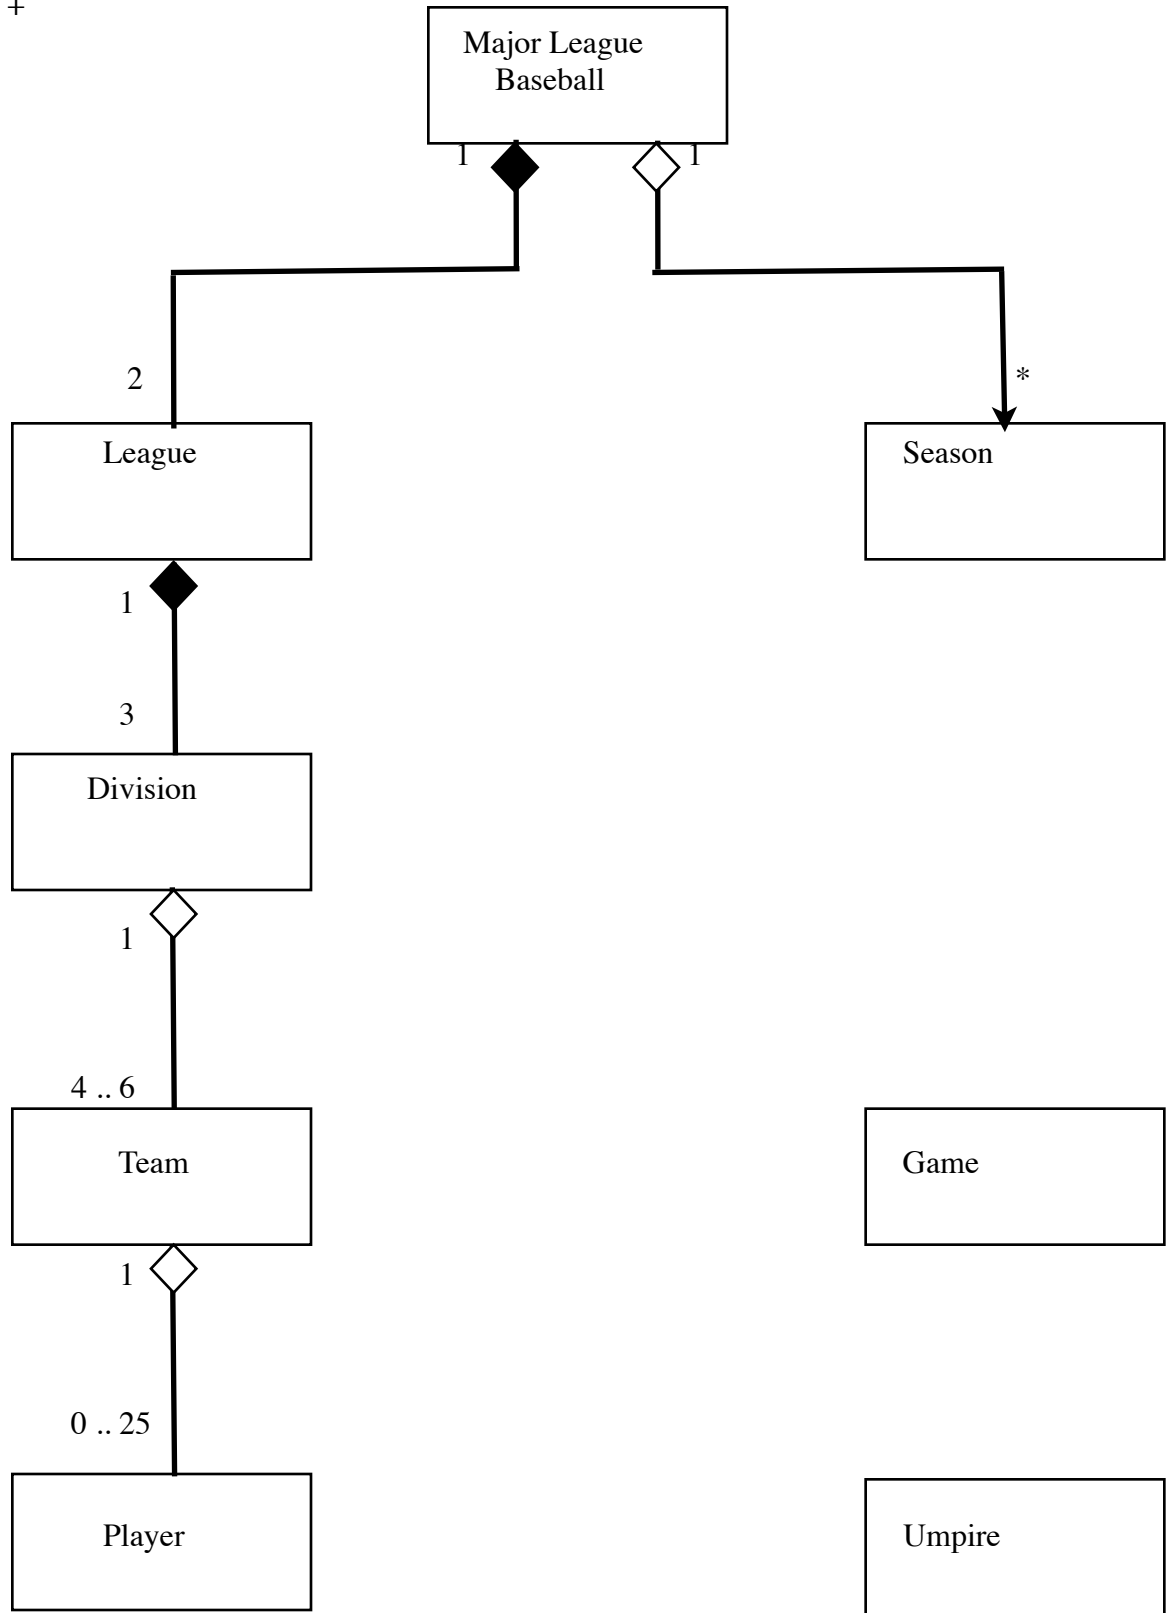 +
Major League
Baseball
1
1
2
*
League
Season
1
3
Division
1
4 .. 6
Team
Game
1
0 .. 25
Player
Umpire